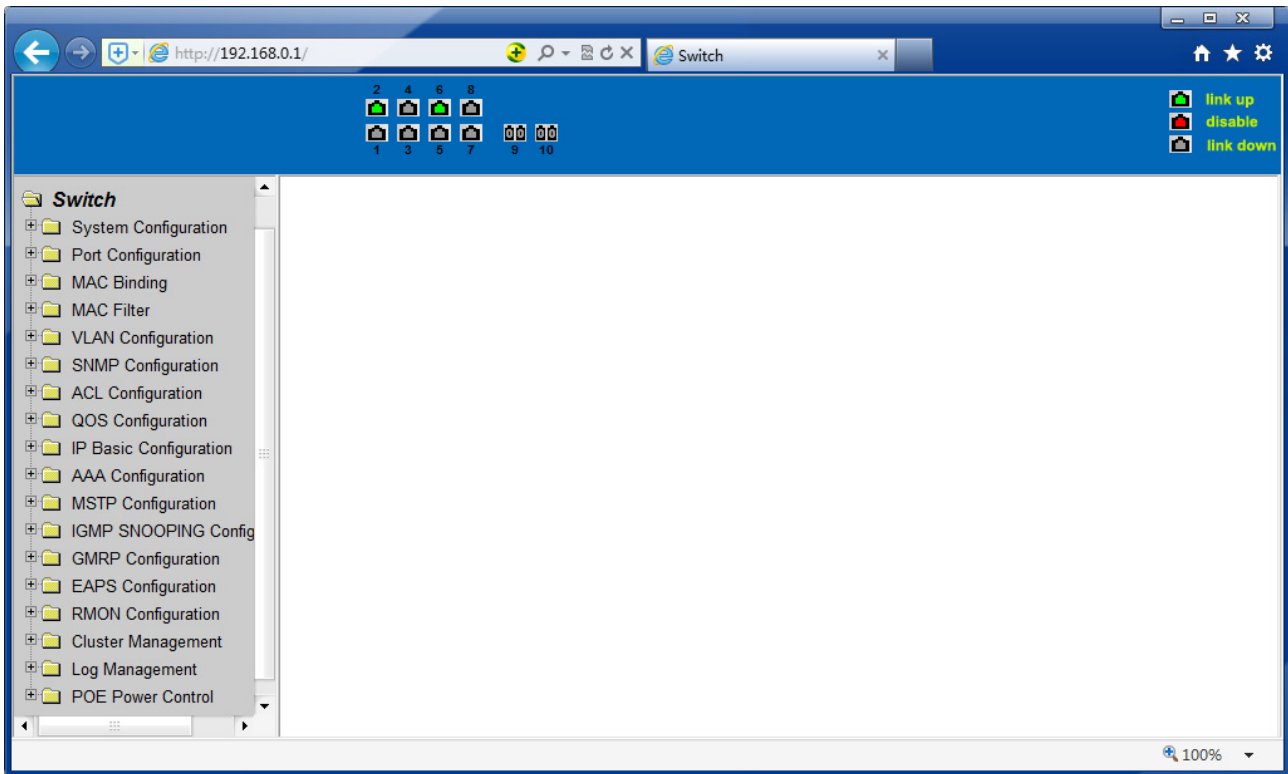 http://192.168.0.1/
Switch
2 4 6 8
1 3 5 7 9 10
link up
disable
link down
Switch
System Configuration
Port Configuration
MAC Binding
MAC Filter
VLAN Configuration
SNMP Configuration
ACL Configuration
QOS Configuration
IP Basic Configuration
AAA Configuration
MSTP Configuration
IGMP SNOOPING Config
GMRP Configuration
EAPS Configuration
RMON Configuration
Cluster Management
Log Management
POE Power Control
100%